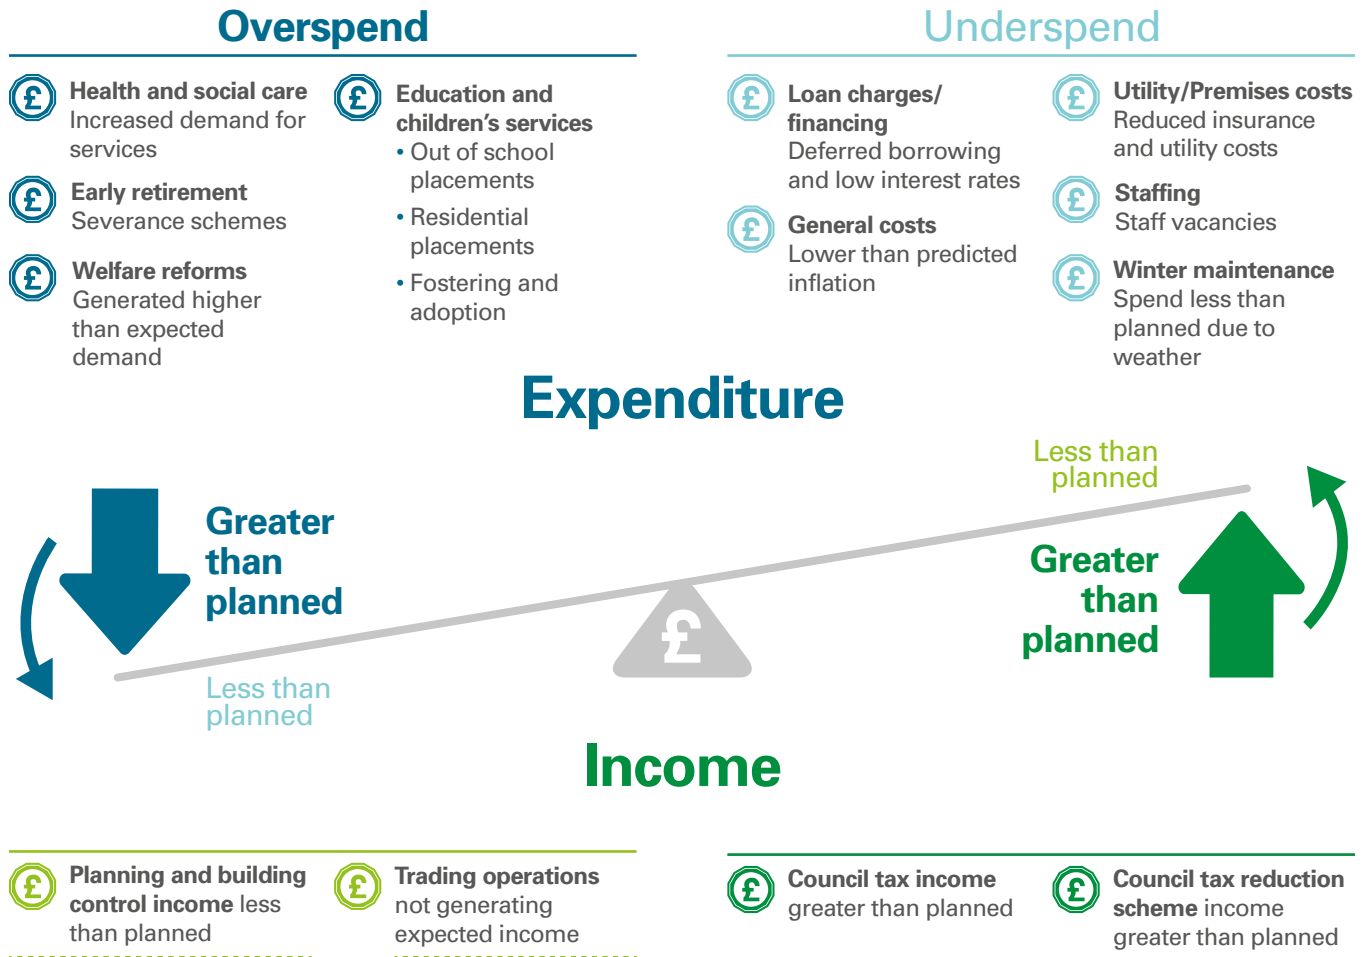 Overspend
Health and social care
Increased demand for
services
Early retirement
Severance schemes
Welfare reforms
Generated higher
than expected
demand
Education and
children's services
• Out of school
placements
• Residential
placements
• Fostering and
adoption
Underspend
Loan charges/
financing
Deferred borrowing
and low interest rates
General costs
Lower than predicted
inflation
Utility/Premises costs
Reduced insurance
and utility costs
Staffing
Staff vacancies
Winter maintenance
Spend less than
planned due to
weather
£
£
£
£
£
£
£
£
£
Expenditure
Greater
than
planned
Less than
planned
£
Less than
planned
Greater
than
planned
Income
£
Planning and building
control income less
than planned
£
Trading operations
not generating
expected income
£
Council tax income
greater than planned
£
Council tax reduction
scheme income
greater than planned